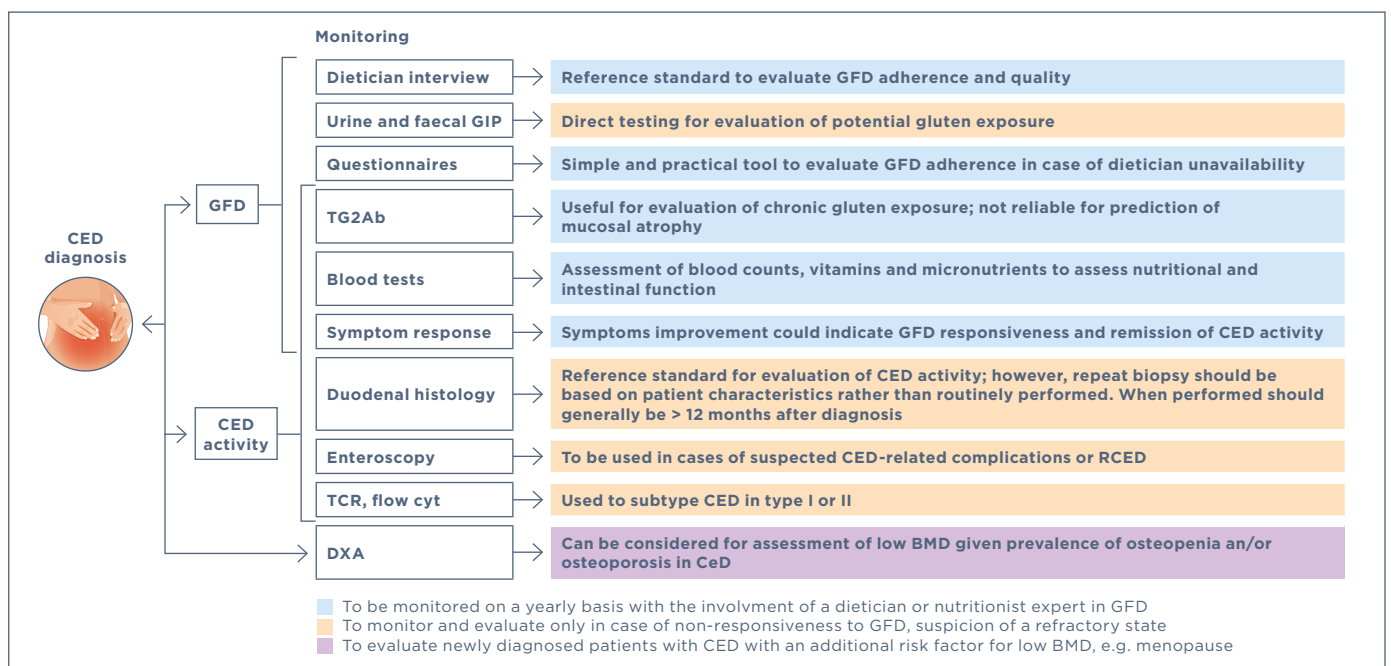 Monitoring
Dietician interview
Reference standard to evaluate GFD adherence and quality
Urine and faecal GIP
Direct testing for evaluation of potential gluten exposure
Questionnaires
Simple and practical tool to evaluate GFD adherence in case of dietician unavailability
GFD
TG2Ab
Useful for evaluation of chronic gluten exposure; not reliable for prediction of
mucosal atrophy
CED
diagnosis
Blood tests
Assessment of blood counts, vitamins and micronutrients to assess nutritional and
intestinal function
Symptom response
Symptoms improvement could indicate GFD responsiveness and remission of CED activity
Duodenal histology
Reference standard for evaluation of CED activity; however, repeat biopsy should be
based on patient characteristics rather than routinely performed. When performed should
generally be > 12 months after diagnosis
CED
activity
Enteroscopy
To be used in cases of suspected CED-related complications or RCED
TCR, flow cyt
Used to subtype CED in type I or II
DXA
Can be considered for assessment of low BMD given prevalence of osteopenia an/or
osteoporosis in CeD
To be monitored on a yearly basis with the involvment of a dietician or nutritionist expert in GFD
To monitor and evaluate only in case of non-responsiveness to GFD, suspicion of a refractory state
To evaluate newly diagnosed patients with CED with an additional risk factor for low BMD, e.g. menopause